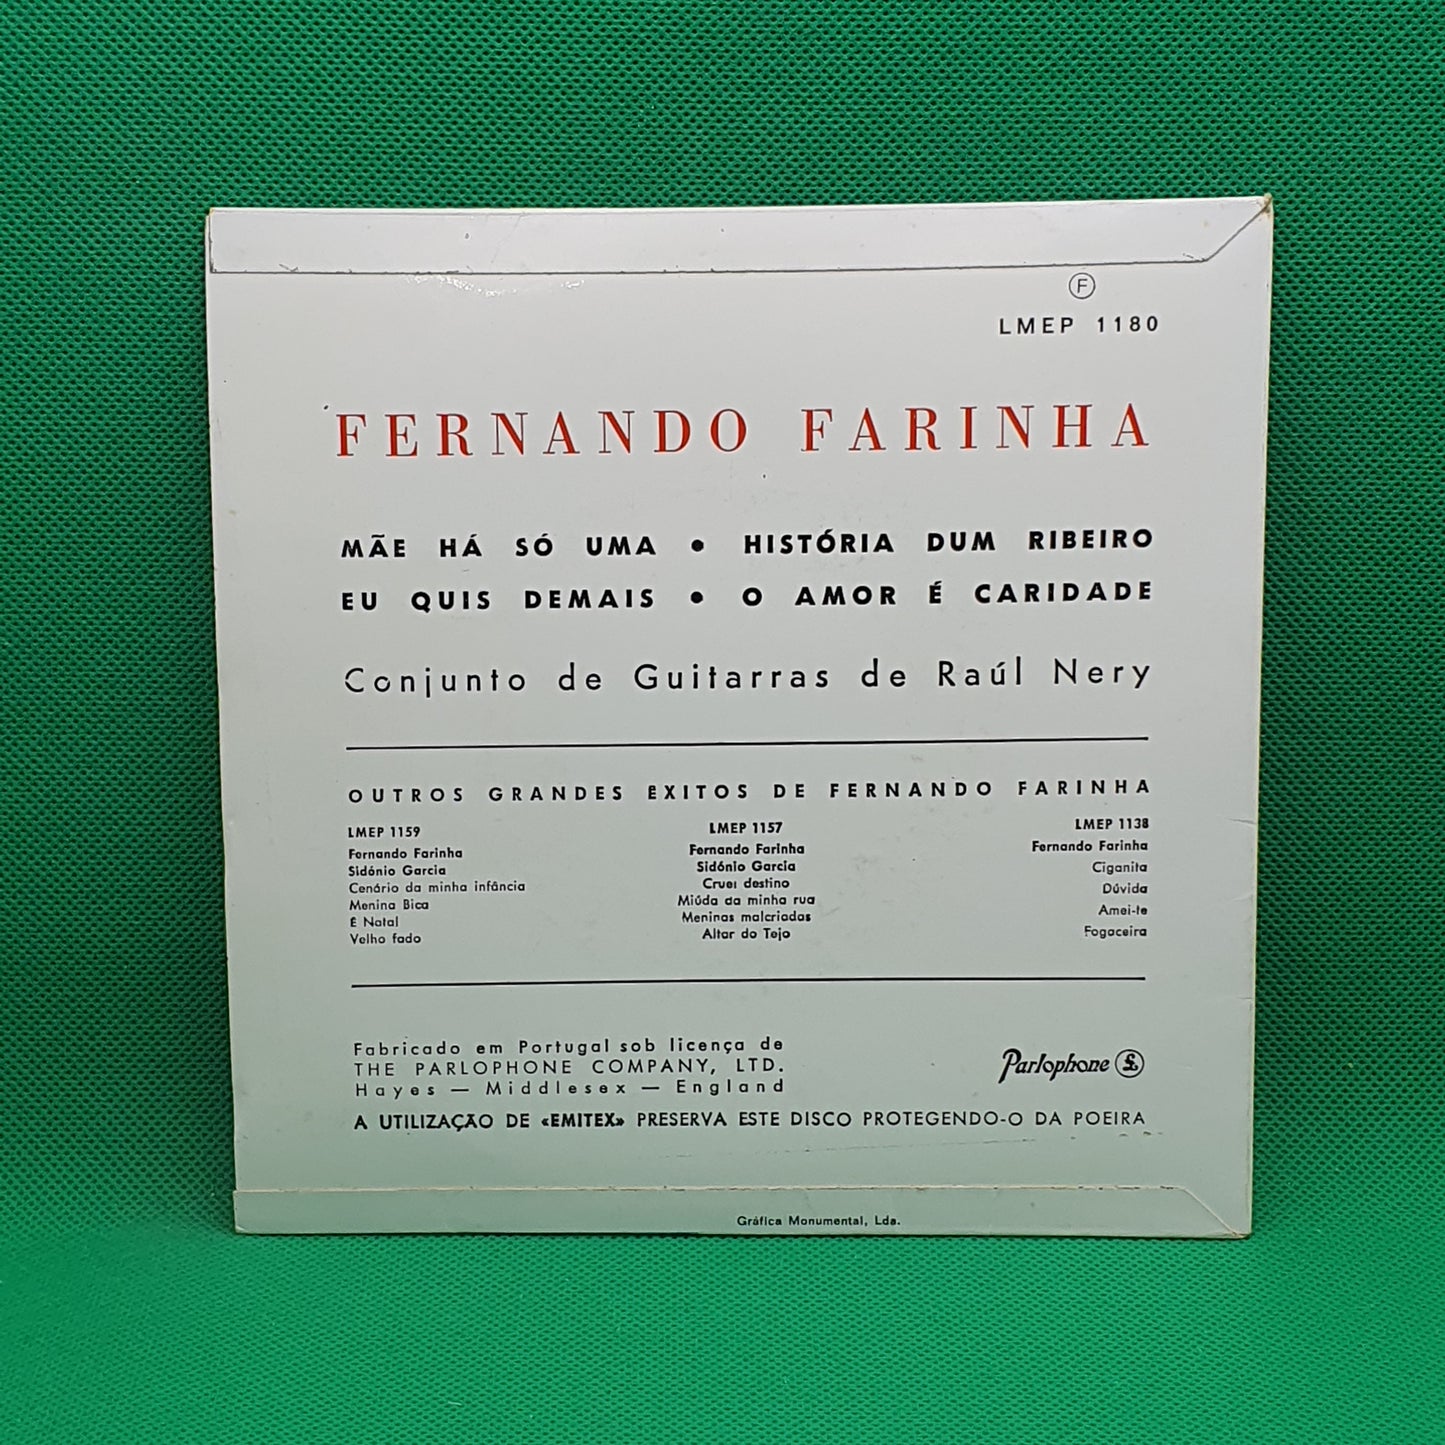 F
LMEP 1180
FERNANDO FARINHA
MÃE HÁ SÓ UMA • HISTÓRIA DUM RIBEIRO
EU QUIS DEMAIS • O AMOR É CARIDADE
Conjunto de Guitarras de Raúl Nery
OUTROS GRANDES ÊXITOS DE FERNANDO FARINHA
LMEP 1159
Fernando Farinha
Sidónio Garcia
Cenário da minha infância
Menina Bica
É Natal
Velho fado
LMEP 1157
Fernando Farinha
Sidónio Garcia
Cruel destino
Miúda da minha rua
Meninas malcriadas
Altar do Tejo
LMEP 1138
Fernando Farinha
Ciganita
Dúvida
Amei-te
Fogaceira
Fabricado em Portugal sob licença de
THE PARLOPHONE COMPANY, LTD.
Hayes — Middlesex — England
Parlophone £
A UTILIZAÇÃO DE «EMITEX» PRESERVA ESTE DISCO PROTEGENDO-O DA POEIRA
Gráfica Monumental, Lda.